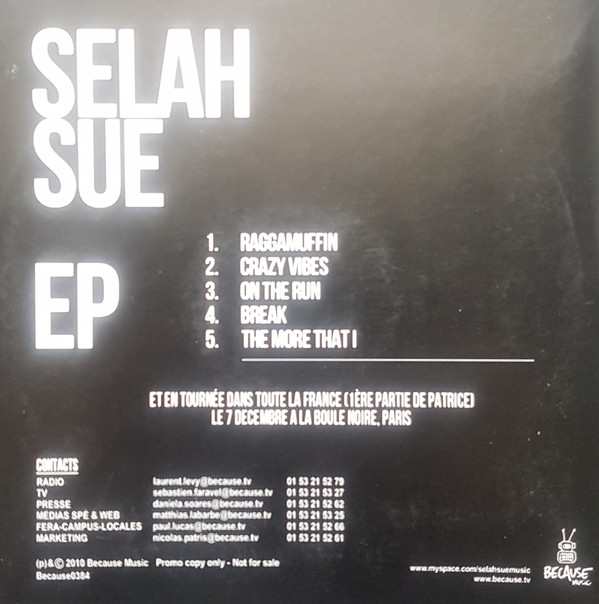 SELAH
SUE
EP
1. RAGGAMUFFIN
2. CRAZY VIBES
3. ON THE RUN
4. BREAK
5. THE MORE THAT I
ET EN TOURNÉE DANS TOUTE LA FRANCE (1ÈRE PARTIE DE PATRICE)
LE 7 DECEMBRE A LA BOULE NOIRE, PARIS
CONTACTS
RADIO laurent.levy@because.tv 01 53 21 52 79
TV sebastien.faravel@because.tv 01 53 21 53 27
PRESSE daniela.soares@because.tv 01 53 21 52 62
MÉDIAS SPÉ & WEB matthias.labarbe@because.tv 01 53 21 53 25
FERA-CAMPUS-LOCALES paul.lucas@because.tv 01 53 21 52 66
MARKETING nicolas.patris@because.tv 01 53 21 52 61
(p)&© 2010 Because Music Promo copy only - Not for sale
Because0384
www.myspace.com/selahsuemusic
www.because.tv
BECAUSE
MUSIC